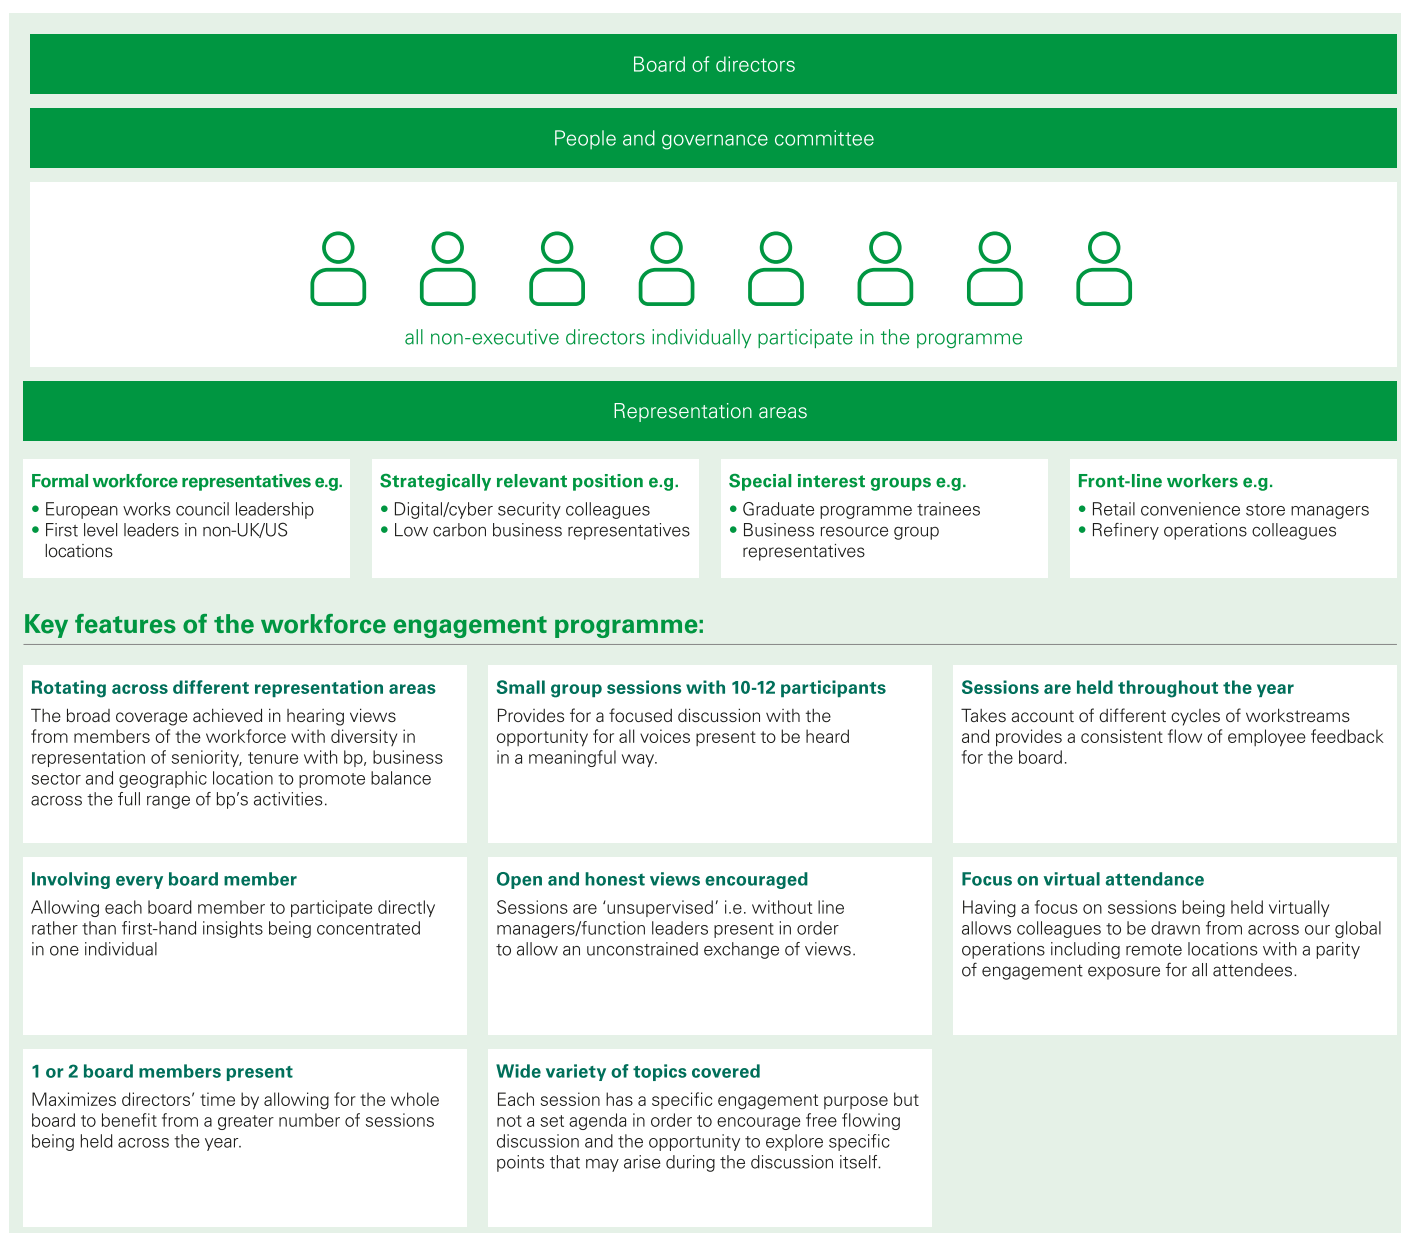 Board of directors
People and governance committee
all non-executive directors individually participate in the programme
Representation areas
Formal workforce representatives e.g.
• European works council leadership
• First level leaders in non-UK/US
locations
Strategically relevant position e.g.
• Digital/cyber security colleagues
• Low carbon business representatives
Special interest groups e.g.
• Graduate programme trainees
• Business resource group
representatives
Front-line workers e.g.
• Retail convenience store managers
• Refinery operations colleagues
Key features of the workforce engagement programme:
Rotating across different representation areas
The broad coverage achieved in hearing views
from members of the workforce with diversity in
representation of seniority, tenure with bp, business
sector and geographic location to promote balance
across the full range of bp's activities.
Small group sessions with 10-12 participants
Provides for a focused discussion with the
opportunity for all voices present to be heard
in a meaningful way.
Sessions are held throughout the year
Takes account of different cycles of workstreams
and provides a consistent flow of employee feedback
for the board.
Involving every board member
Allowing each board member to participate directly
rather than first-hand insights being concentrated
in one individual
Open and honest views encouraged
Sessions are ‘unsupervised’ i.e. without line
managers/function leaders present in order
to allow an unconstrained exchange of views.
Focus on virtual attendance
Having a focus on sessions being held virtually
allows colleagues to be drawn from across our global
operations including remote locations with a parity
of engagement exposure for all attendees.
1 or 2 board members present
Maximizes directors’ time by allowing for the whole
board to benefit from a greater number of sessions
being held across the year.
Wide variety of topics covered
Each session has a specific engagement purpose but
not a set agenda in order to encourage free flowing
discussion and the opportunity to explore specific
points that may arise during the discussion itself.